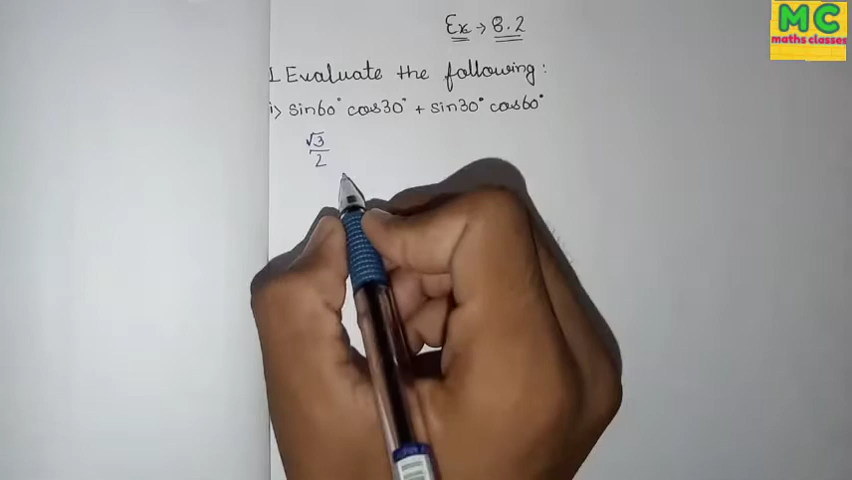 MC
maths classes
Ex → 8.2
1 Evaluate the following:
i> sin60° cos30° + sin30° cos60°
√3
2